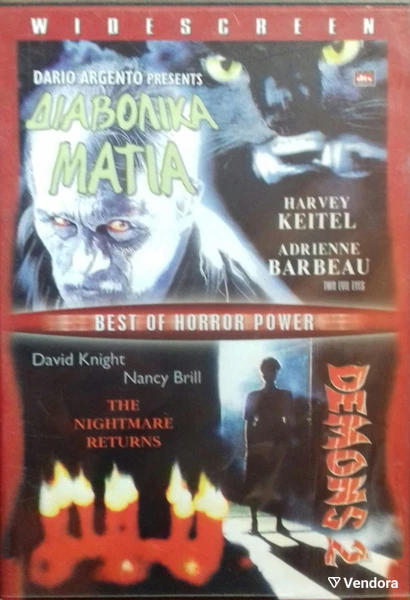 WIDESCREEN
DARIO ARGENTO PRESENTS
dts
ΔΙΑΒΟΛΙΚΑ
ΜΑΤΙΑ
HARVEY
KEITEL
ADRIENNE
BARBEAU
TWO EVIL EYES
BEST OF HORROR POWER
David Knight
Nancy Brill
THE
NIGHTMARE
RETURNS
DEMONS 2
Vendora